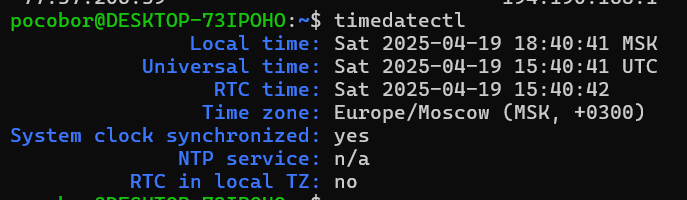 pocobor@DESKTOP-73IPOHO:~$ timedatectl
Local time: Sat 2025-04-19 18:40:41 MSK
Universal time: Sat 2025-04-19 15:40:41 UTC
RTC time: Sat 2025-04-19 15:40:42
Time zone: Europe/Moscow (MSK, +0300)
System clock synchronized: yes
NTP service: n/a
RTC in local TZ: no